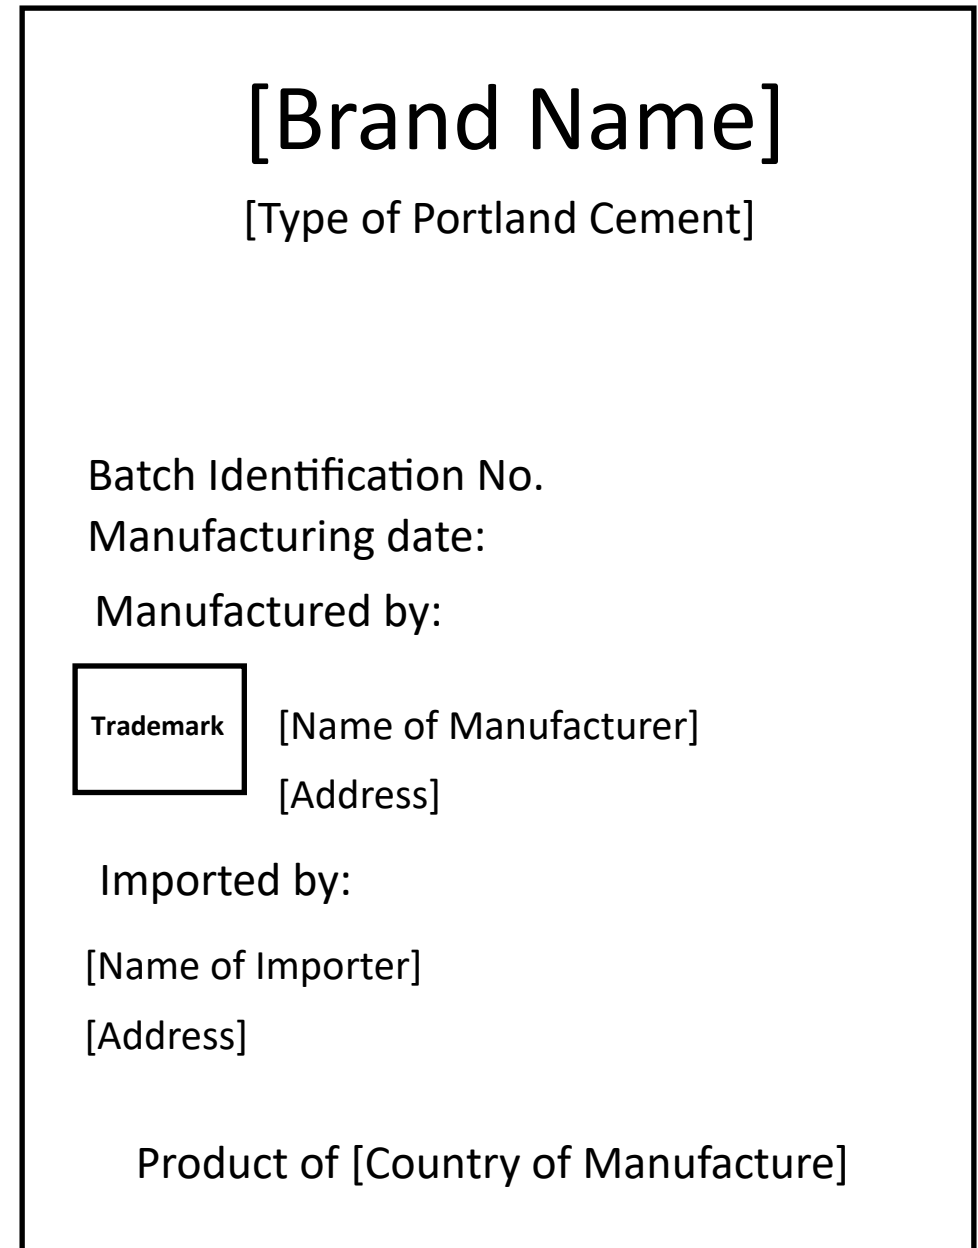 [Brand Name]
[Type of Portland Cement]
Batch Identification No.
Manufacturing date:
Manufactured by:
Trademark
[Name of Manufacturer]
[Address]
Imported by:
[Name of Importer]
[Address]
Product of [Country of Manufacture]